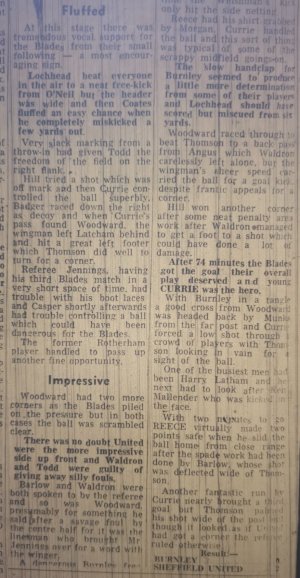 Fluffed
At this stage there was
tremendous vocal support for
the Blades from their small
following — a most encour-
aging sign.
Lochhead beat everyone
in the air to a neat free-kick
from O'Neil but the header
was wide and then Coates
fluffed an easy chance when
he completely miskicked a
few yards out.
Very slack marking from a
throw-in had given Todd the
freedom of the field on the
right flank.
Hill tried a shot which was
off mark and then Currie con-
trolled the ball superbly.
Badger raced down the right
as decoy and when Currie's
pass found Woodward, the
winger left Latcham behind
and hit a great left footer
which Thomson did well to
turn for a corner.
Referee Jennings, having
his third Blades match in a
very short space of time, had
trouble with his boot laces
and Casper shortly afterwards
had trouble controlling a ball
which could have been
dangerous for the Blades.
The former Rotherham
player handled to pass up
another fine opportunity.
Impressive
Woodward had two more
corners as the Blades piled
on the pressure but in both
cases the ball was scrambled
clear.
There was no doubt United
were the more impressive
side up front and Waldron
and Todd were guilty of
giving away silly fouls.
Barlow and Waldron were
both spoken to by the referee
and so was Woodward,
presumably for something he
said after a savage foul by
the centre half for it was the
linesman who brought Mr
Jennings over for a word with
the winger.
A dangerous Burnley free
only hit the side netting.
Reece had his shirt grabbed
by Morgan, Currie handled
the ball and this sort of thing
was typical of some of the
scrappy midfield going-on.
The slow handclap for
Burnley seemed to produce
a little more determination
from some of their players
and Lochhead should have
scored but miscued from six
yards.
Woodward raced through to
beat Thomson to a back pass
from Angus which Waldron
carelessly left alone, but the
wingman's sheer speed car-
ried the ball for a goal kick
despite frantic appeals for a
corner.
Hill won another corner
after some neat penalty area
work after Waldron managed
to get a foot to a shot which
could have done a lot of
damage.
After 74 minutes the Blades
got the goal their overall
play deserved and young
CURRIE was the hero.
With Burnley in a tangle
a good cross from Woodward
was headed back by Munks
from the far post and Currie
forced a low shot through a
crowd of players with Thom-
son looking in vain for a
sight of the ball.
One of the busiest men had
been Harry Latham and he
next had to look after Ken
Mallender who was kicked in
the face.
With two minutes to go
REECE virtually made two
points safe when he shot the
ball home from close range
after the spade work had been
done by Barlow, whose shot
was deflected wide of Thom-
son.
Another fantastic run by
Currie nearly brought a third
goal but Thomson
his shot wide of the post but
though it looked as if United
had got a corner the referee
ruled otherwise.
Result:—
BURNLEY
SHEFFIELD UNITED 2